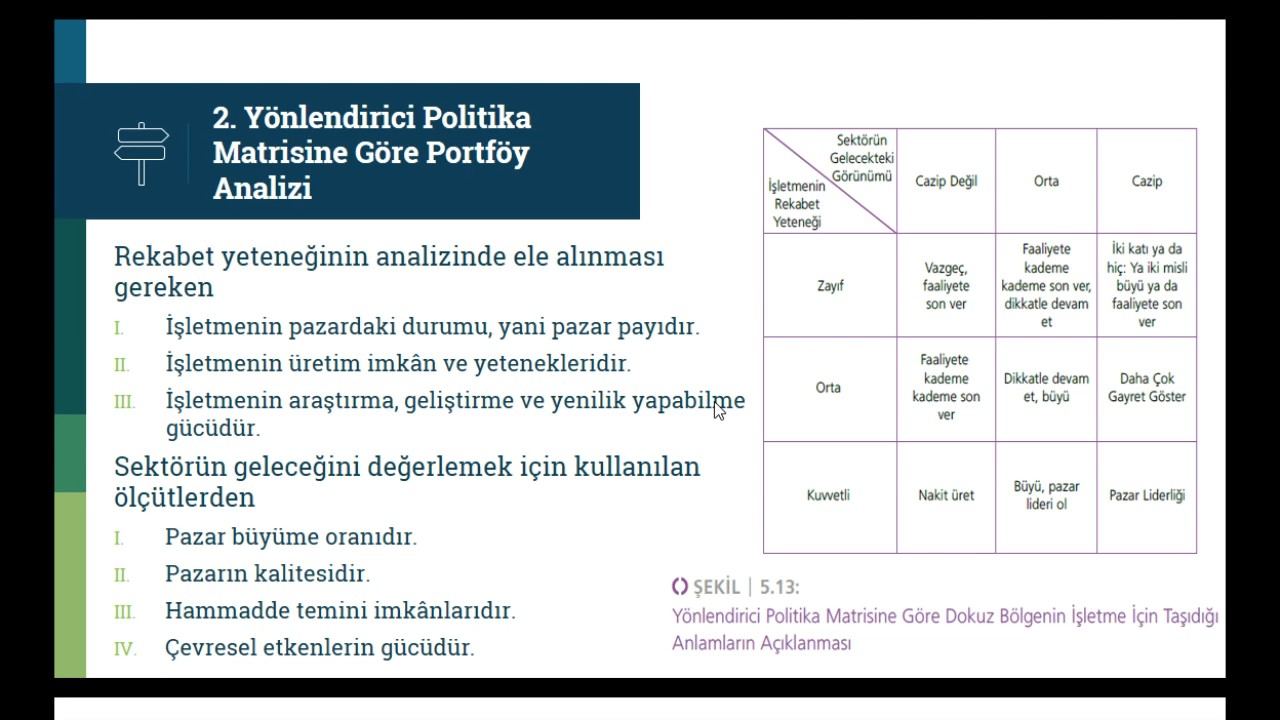 2. Yönlendirici Politika
Matrisine Göre Portföy
Analizi
Rekabet yeteneğinin analizinde ele alınması
gereken
I. İşletmenin pazardaki durumu, yani pazar payıdır.
II. İşletmenin üretim imkân ve yetenekleridir.
III. İşletmenin araştırma, geliştirme ve yenilik yapabilme
gücüdür.
Sektörün geleceğini değerlemek için kullanılan
ölçütlerden
I. Pazar büyüme oranıdır.
II. Pazarın kalitesidir.
III. Hammadde temini imkânlarıdır.
IV. Çevresel etkenlerin gücüdür.
Sektörün
Gelecekteki
Görünümü
İşletmenin
Rekabet
Yeteneği
Cazip Değil
Orta
Cazip
Zayıf
Vazgeç,
faaliyete
son ver
Faaliyete
kademe
kademe son ver,
dikkatle devam
et
İki katı ya da
hiç: Ya iki misli
büyü ya da
faaliyete son
ver
Orta
Faaliyete
kademe
kademe son
ver
Dikkatle devam
et, büyü
Daha Çok
Gayret Göster
Kuvvetli
Nakit üret
Büyü, pazar
lideri ol
Pazar Liderliği
ŞEKİL | 5.13:
Yönlendirici Politika Matrisine Göre Dokuz Bölgenin İşletme İçin Taşıdığı
Anlamların Açıklanması